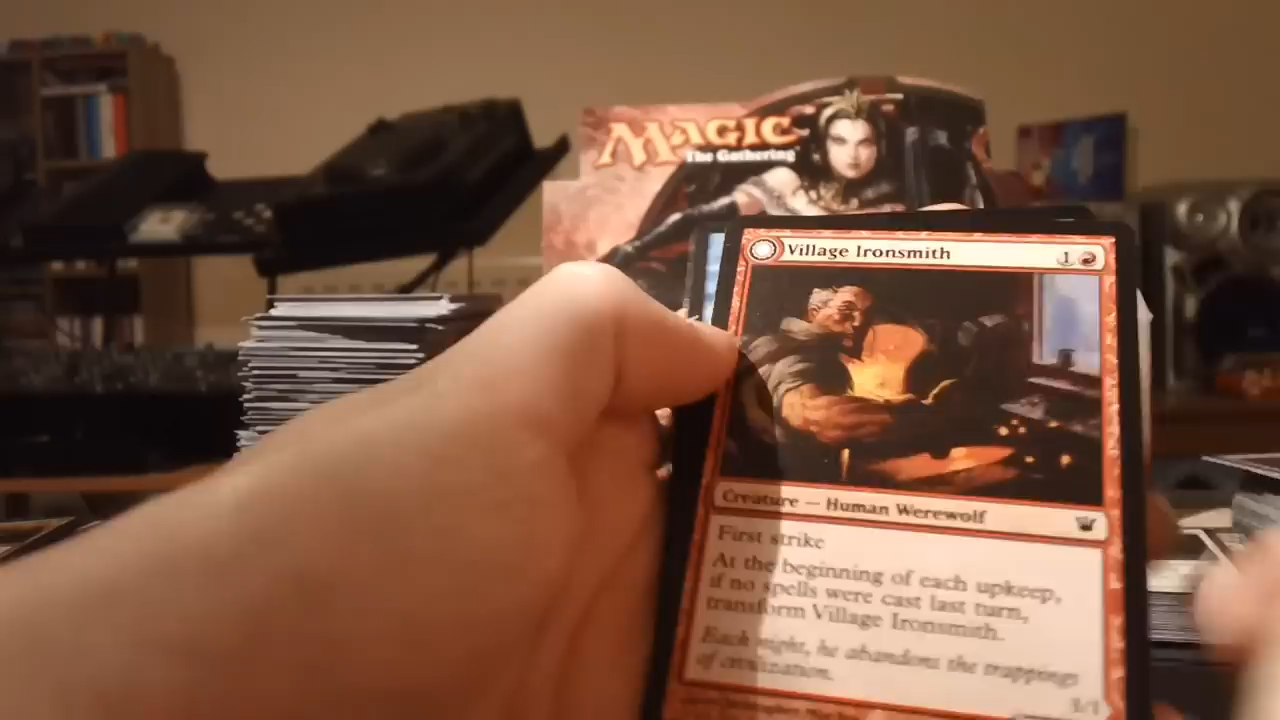 MAGIC
The Gathering
Village Ironsmith
1
Creature — Human Werewolf
First strike
At the beginning of each upkeep,
if no spells were cast last turn,
transform Village Ironsmith.
Each night, he abandons the trappings
of civilization.
1/1